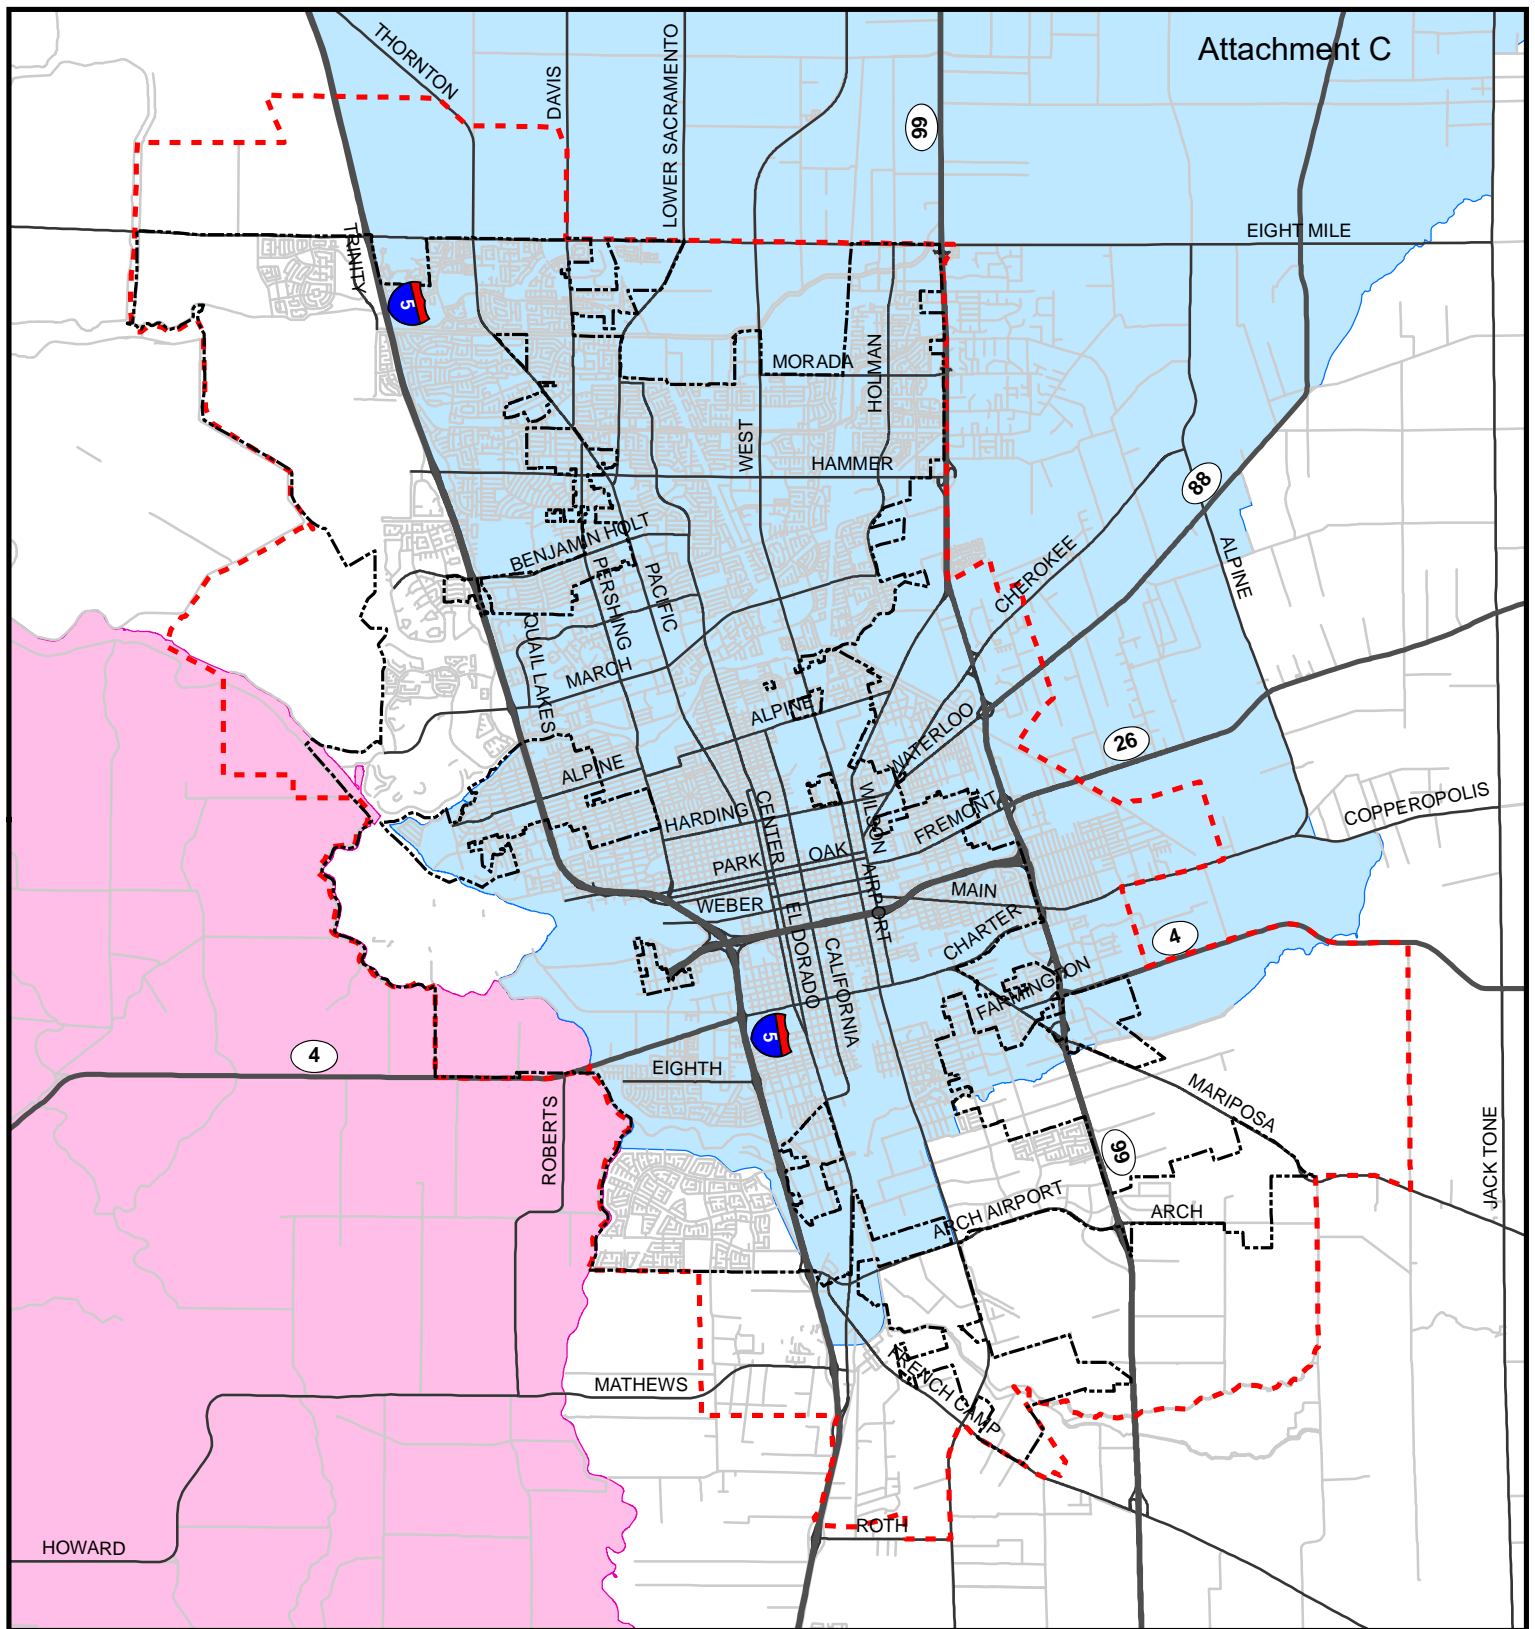 Attachment C
THORNTON
DAVIS
LOWER SACRAMENTO
99
EIGHT MILE
TRINITY
5
MORADA
HOLMAN
WEST
HAMMER
88
BENJAMIN HOLT
PERSHING
PACIFIC
CHEROKEE
ALPINE
QUAIL LAKES
MARCH
ALPINE
WATERLOO
26
ALPINE
HARDING
CENTER
WILSON
FREMONT
COPPEROPOLIS
PARK
OAK
WEBER
AIRPORT
MAIN
EL DORADO
CALIFORNIA
CHARTER
4
FARMINGTON
5
4
EIGHTH
ROBERTS
MARIPOSA
99
JACK TONE
ARCH AIRPORT
ARCH
MATHEWS
FRENCH CAMP
ROTH
HOWARD